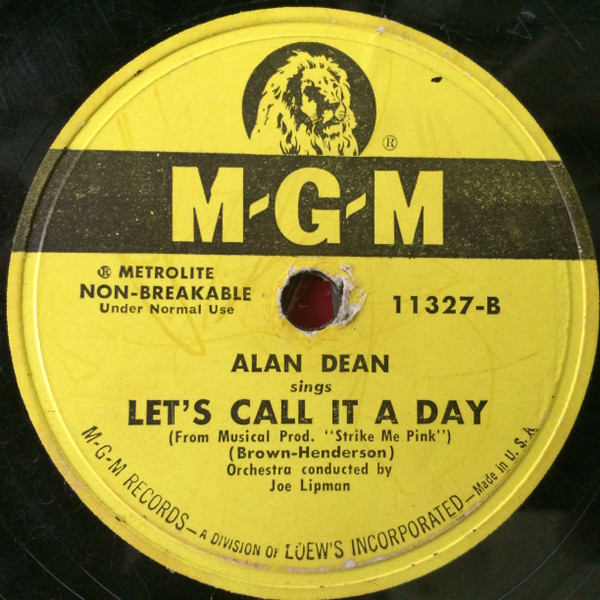 ®
M-G-M
® METROLITE
NON-BREAKABLE
Under Normal Use
11327-B
ALAN DEAN
sings
LET'S CALL IT A DAY
(From Musical Prod. "Strike Me Pink")
(Brown-Henderson)
Orchestra conducted by
Joe Lipman
M-G-M RECORDS—A DIVISION OF LOEW'S INCORPORATED—Made in U.S.A